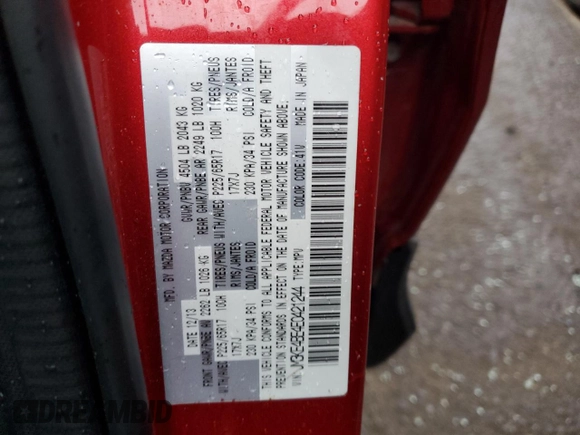 MFD. BY MAZDA MOTOR CORPORATION
DATE: 12/13 GVWR/PNBV 4504 LB 2043 KG
FRONT GAWR/PNBE AV 2262 LB 1026 KG REAR GAWR/PNBE AR 2249 LB 1020 KG
WITH/AVEC P225/65R17 100H TIRES/PNEUS WITH/AVEC P225/65R17 100H TIRES/PNEUS
17X7J RIMS/JANTES 17X7J RIMS/JANTES
230 KPA/34 PSI COLD/A FROID 230 KPA/34 PSI COLD/A FROID
THIS VEHICLE CONFORMS TO ALL APPLICABLE FEDERAL MOTOR VEHICLE SAFETY AND THEFT
PREVENTION STANDARDS IN EFFECT ON THE DATE OF MANUFACTURE SHOWN ABOVE.
COLOR CODE:41V MADE IN JAPAN
TYPE:MPV
DREAMBID